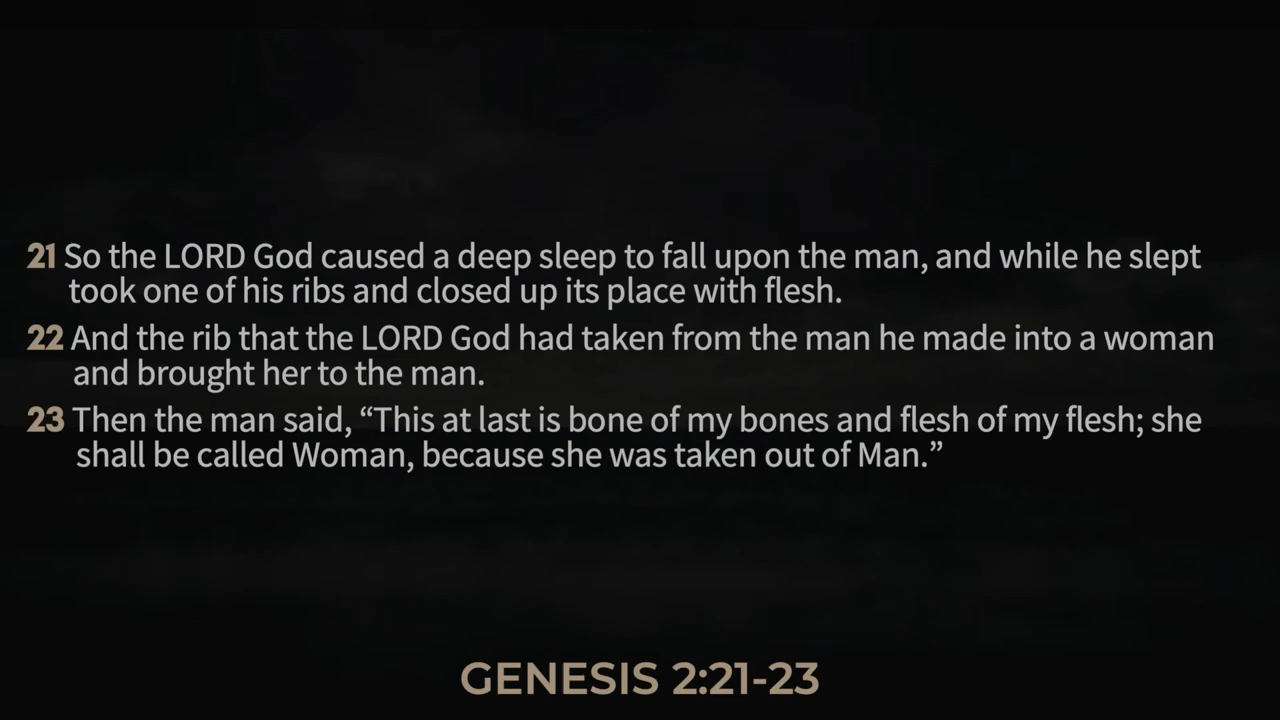 21 So the LORD God caused a deep sleep to fall upon the man, and while he slept
took one of his ribs and closed up its place with flesh.
22 And the rib that the LORD God had taken from the man he made into a woman
and brought her to the man.
23 Then the man said, “This at last is bone of my bones and flesh of my flesh; she
shall be called Woman, because she was taken out of Man.”
GENESIS 2:21-23